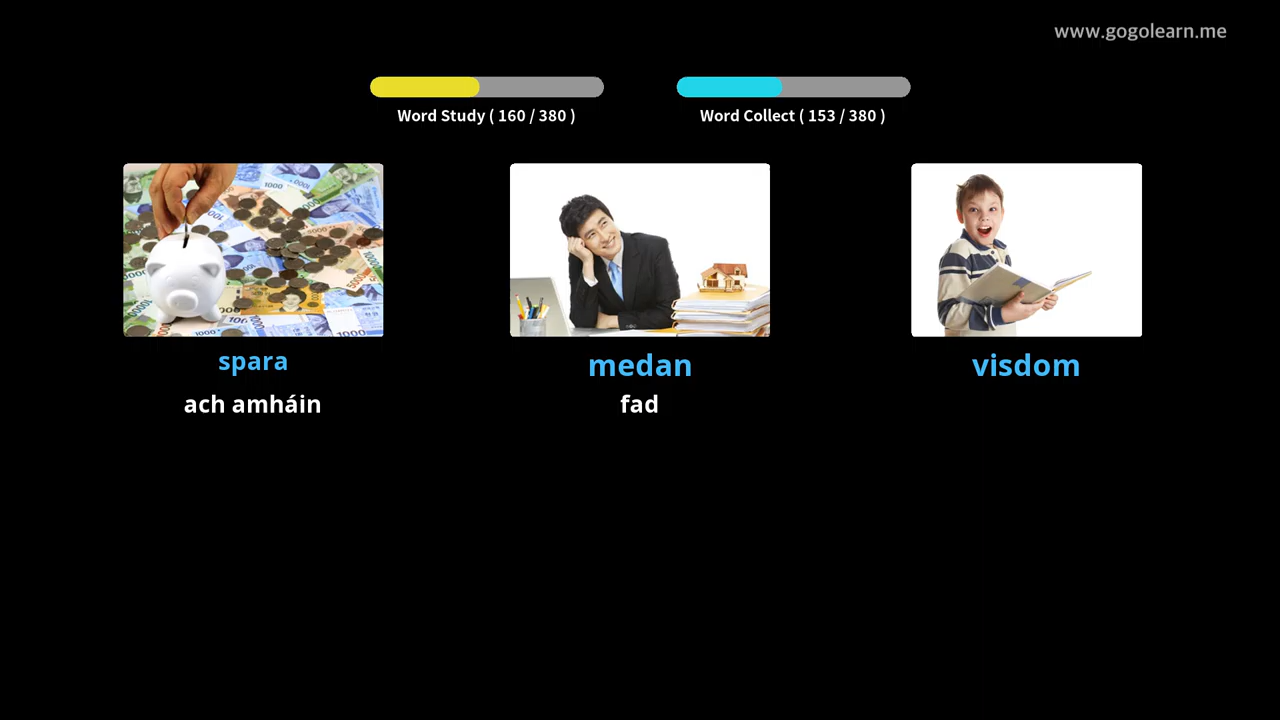 www.gogolearn.me
Word Study ( 160 / 380 )
Word Collect ( 153 / 380 )
spara
medan
visdom
ach amháin
fad